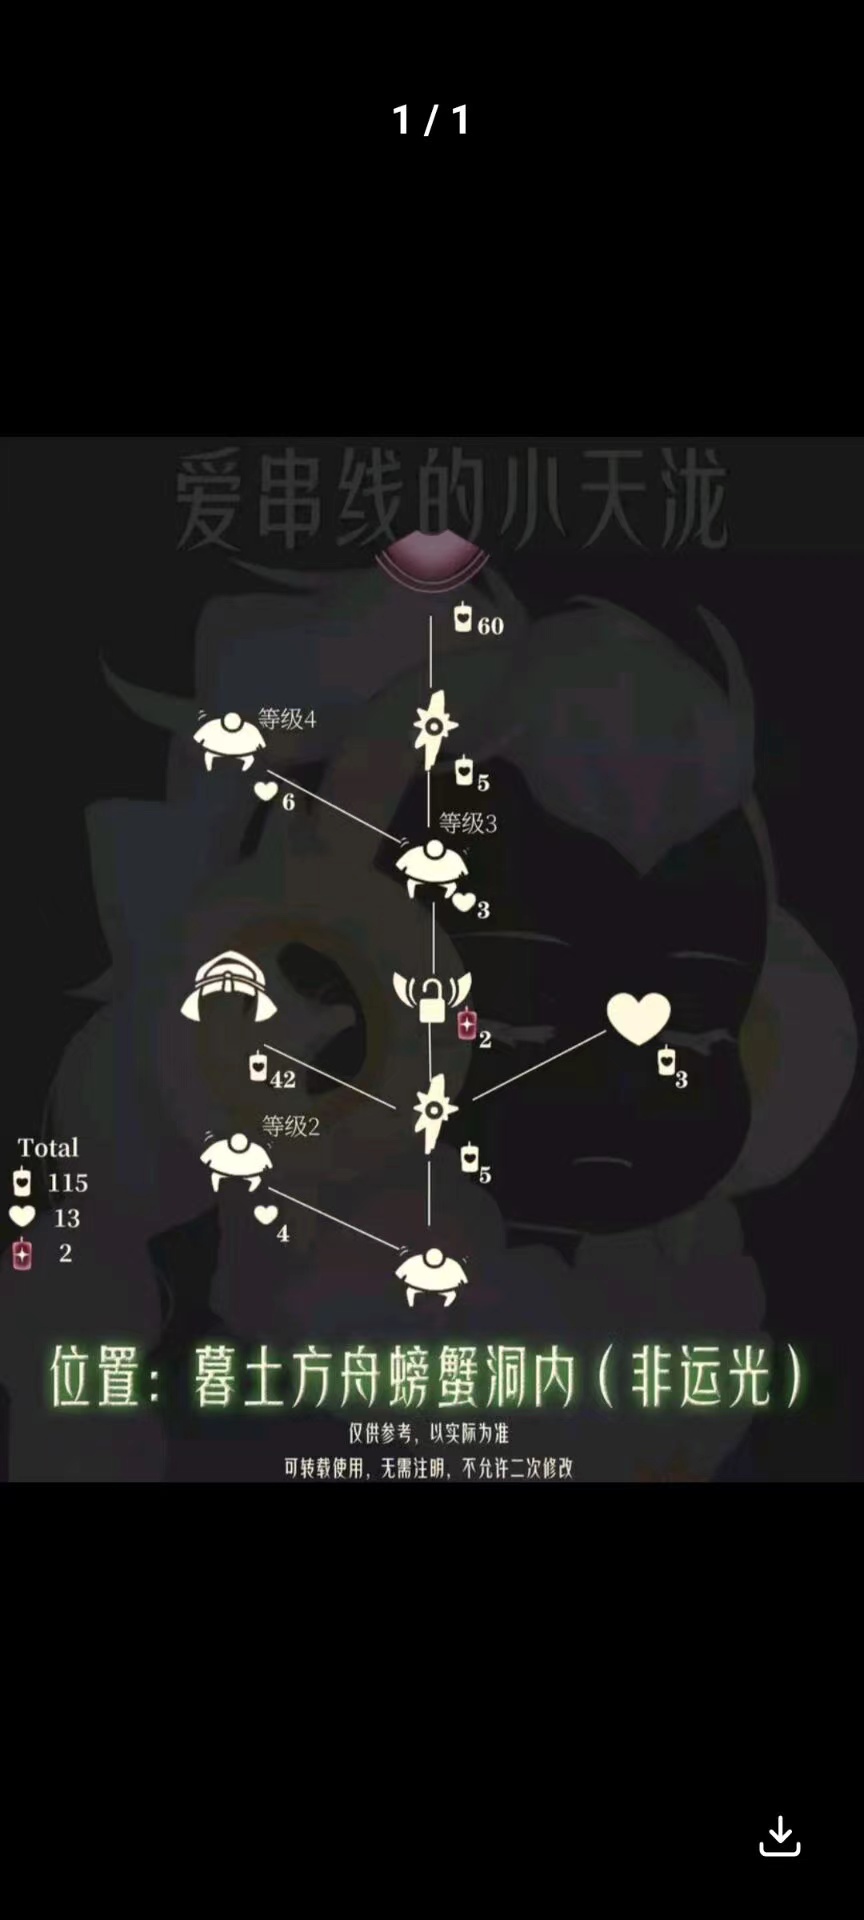 1 / 1
爱串线的小天泷
60
等级4
5
6
等级3
3
2
42
3
等级2
5
4
Total
115
13
2
位置：暮土方舟螃蟹洞内（非运光）
仅供参考，以实际为准
可转载使用，无需注明，不允许二次修改